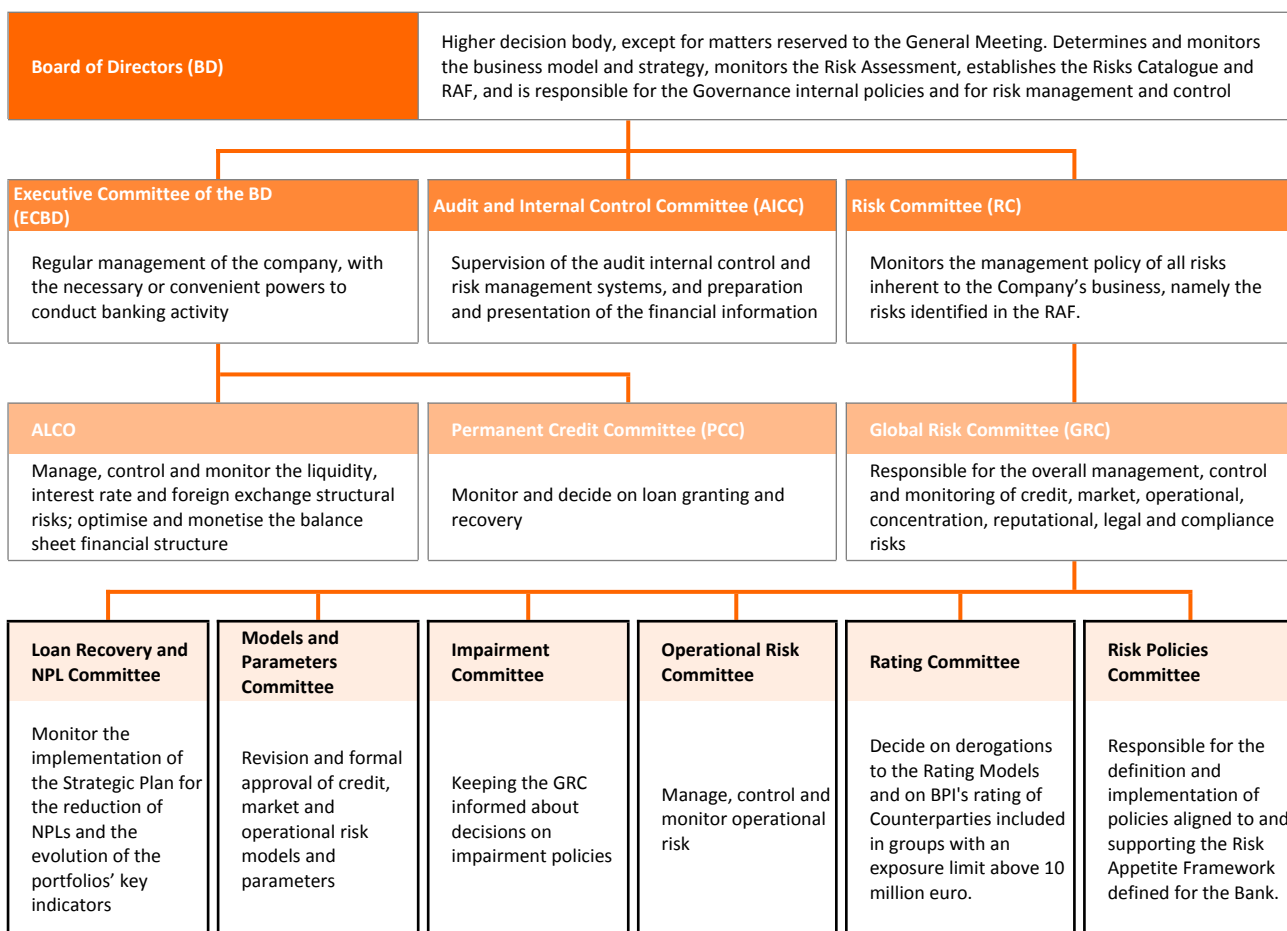 Board of Directors (BD)
Higher decision body, except for matters reserved to the General Meeting. Determines and monitors
the business model and strategy, monitors the Risk Assessment, establishes the Risks Catalogue and
RAF, and is responsible for the Governance internal policies and for risk management and control
Executive Committee of the BD
(ECBD)
Regular management of the company, with
the necessary or convenient powers to
conduct banking activity
Audit and Internal Control Committee (AICC)
Supervision of the audit internal control and
risk management systems, and preparation
and presentation of the financial information
Risk Committee (RC)
Monitors the management policy of all risks
inherent to the Company's business, namely the
risks identified in the RAF.
ALCO
Manage, control and monitor the liquidity,
interest rate and foreign exchange structural
risks; optimise and monetise the balance
sheet financial structure
Permanent Credit Committee (PCC)
Monitor and decide on loan granting and
recovery
Global Risk Committee (GRC)
Responsible for the overall management, control
and monitoring of credit, market, operational,
concentration, reputational, legal and compliance
risks
Loan Recovery and
NPL Committee
Monitor the
implementation of
the Strategic Plan for
the reduction of
NPLs and the
evolution of the
portfolios' key
indicators
Models and
Parameters
Committee
Revision and formal
approval of credit,
market and
operational risk
models and
parameters
Impairment
Committee
Keeping the GRC
informed about
decisions on
impairment policies
Operational Risk
Committee
Manage, control and
monitor operational
risk
Rating Committee
Decide on derogations
to the Rating Models
and on BPI's rating of
Counterparties included
in groups with an
exposure limit above 10
million euro.
Risk Policies
Committee
Responsible for the
definition and
implementation of
policies aligned to and
supporting the Risk
Appetite Framework
defined for the Bank.